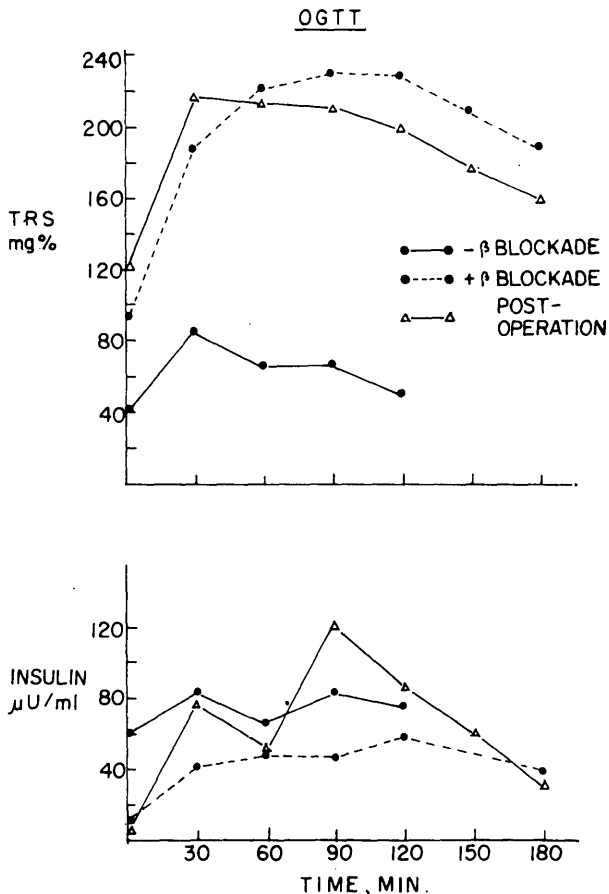 OGTT
240
200
160
TRS
mg%
120
80
40
- β BLOCKADE
+ β BLOCKADE
POST-
OPERATION
120
INSULIN
μU/ml
80
40
30 60 90 120 150 180
TIME, MIN.